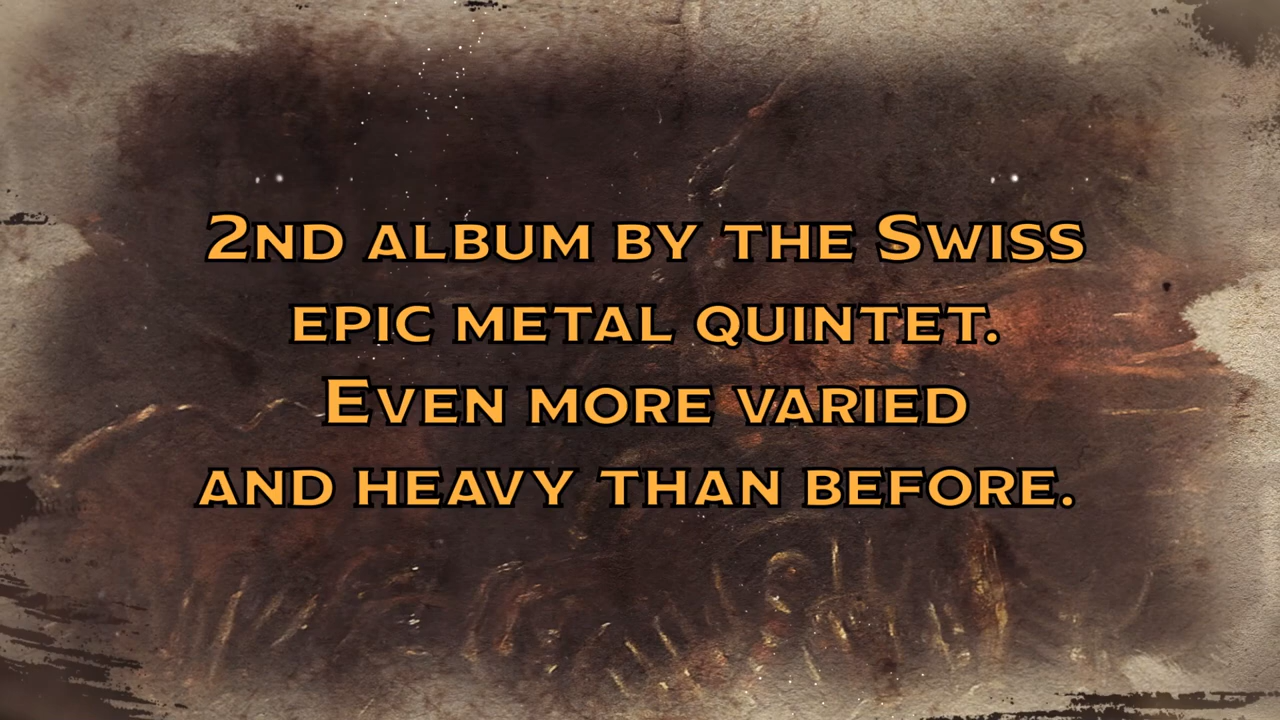 2nd album by the Swiss
epic metal quintet.
Even more varied
and heavy than before.